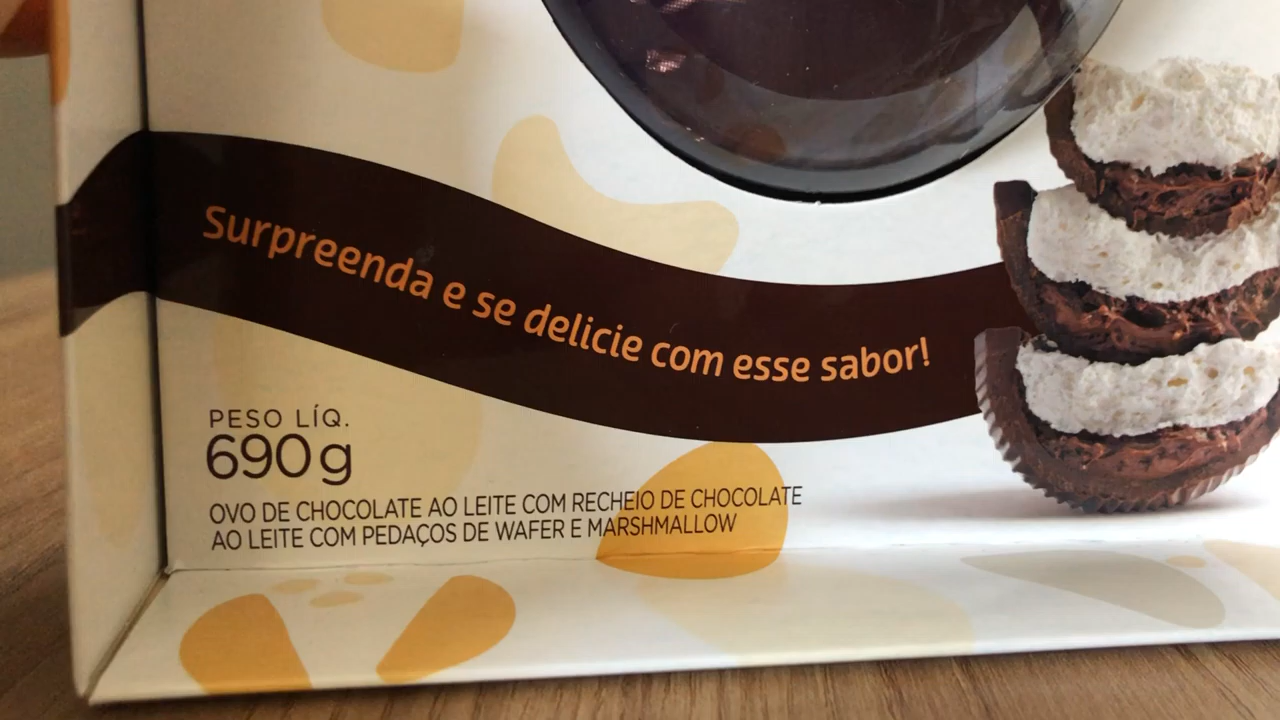 Surpreenda e se delicie com esse sabor!
PESO LÍQ.
690g
OVO DE CHOCOLATE AO LEITE COM RECHEIO DE CHOCOLATE
AO LEITE COM PEDAÇOS DE WAFER E MARSHMALLOW